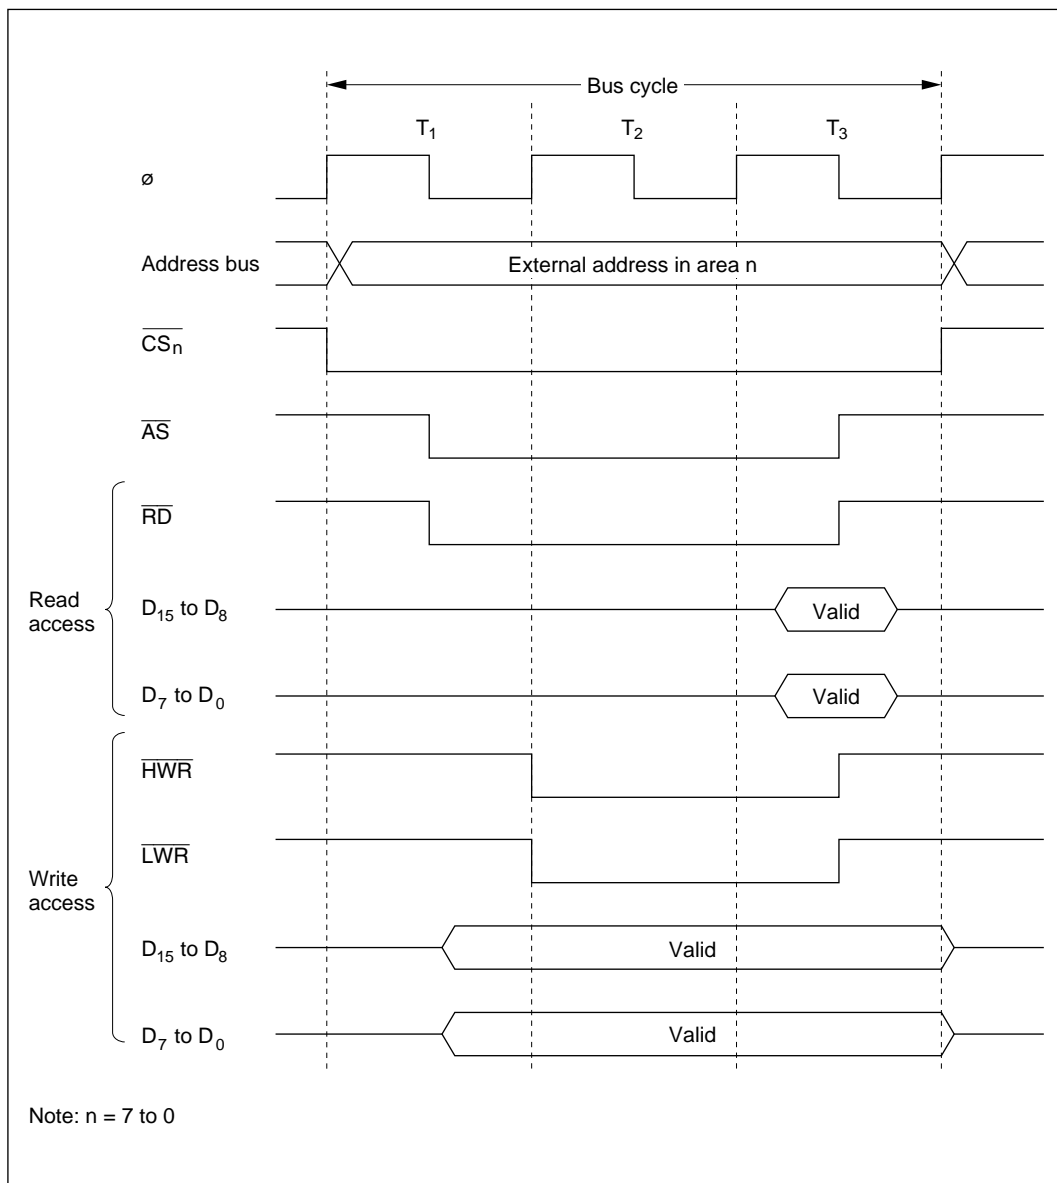 Bus cycle
T1 T2 T3
ø
Address bus External address in area n
CSn
AS
RD
Read access
D15 to D8 Valid
D7 to D0 Valid
HWR
LWR
Write access
D15 to D8 Valid
D7 to D0 Valid
Note: n = 7 to 0